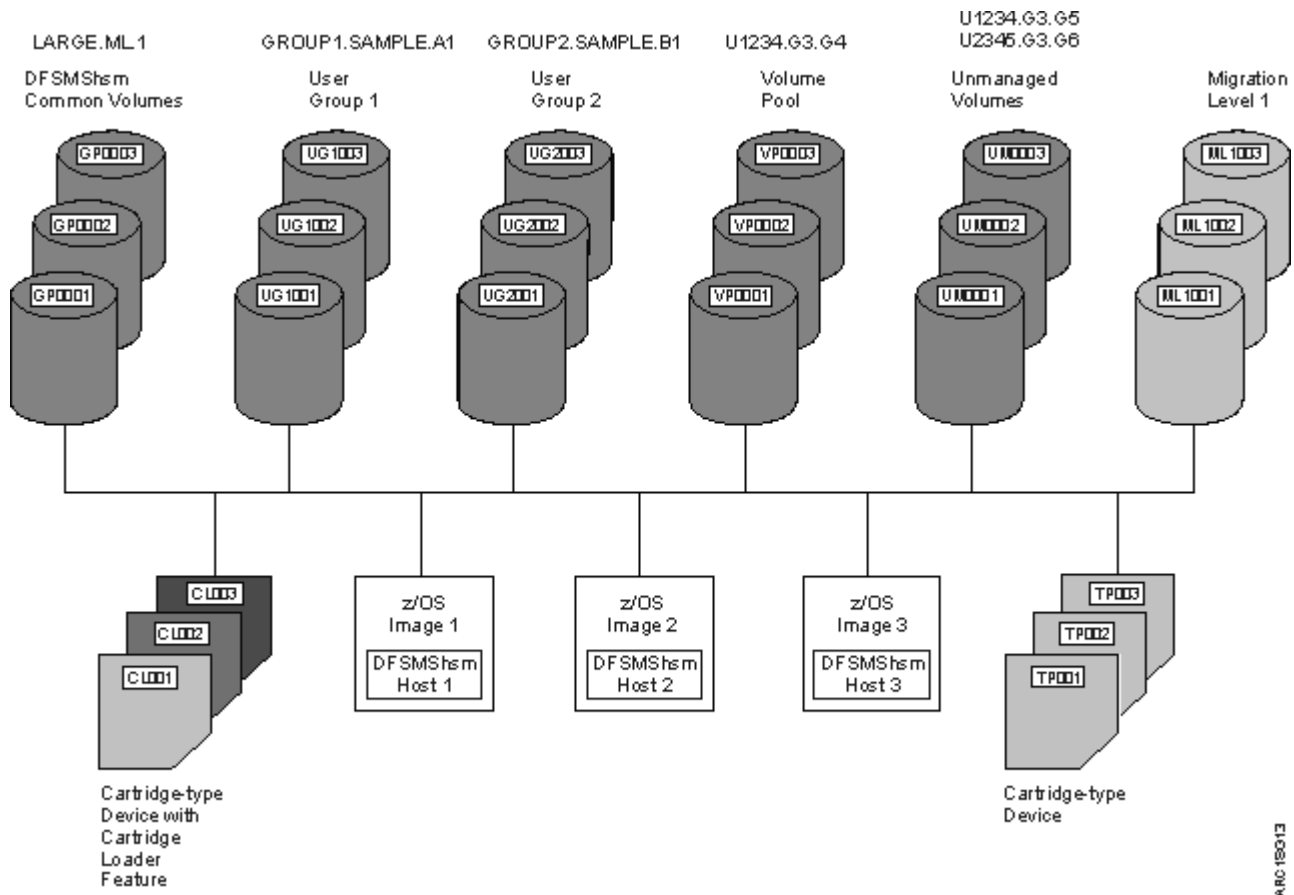 U1234.G3.G5
LARGE.ML.1 GROUP1.SAMPLE.A1 GROUP2.SAMPLE.B1 U1234.G3.G4 U2345.G3.G6
DFSMShsm User User Volume Unmanaged Migration
Common Volumes Group 1 Group 2 Pool Volumes Level 1
GP0003 UG1003 UG2003 VP0003 UM0003 ML1003
GP0002 UG1002 UG2002 VP0002 UM0002 ML1002
GP0001 UG1001 UG2001 VP0001 UM0001 ML1001
CL003 TP003
z/OS z/OS z/OS
Image 1 Image 2 Image 3
CL002 TP002
DFSMShsm DFSMShsm DFSMShsm
Host 1 Host 2 Host 3
CL001 TP001
Cartridge-type Cartridge-type
Device with Device
Cartridge
Loader
Feature
ARC1SG13